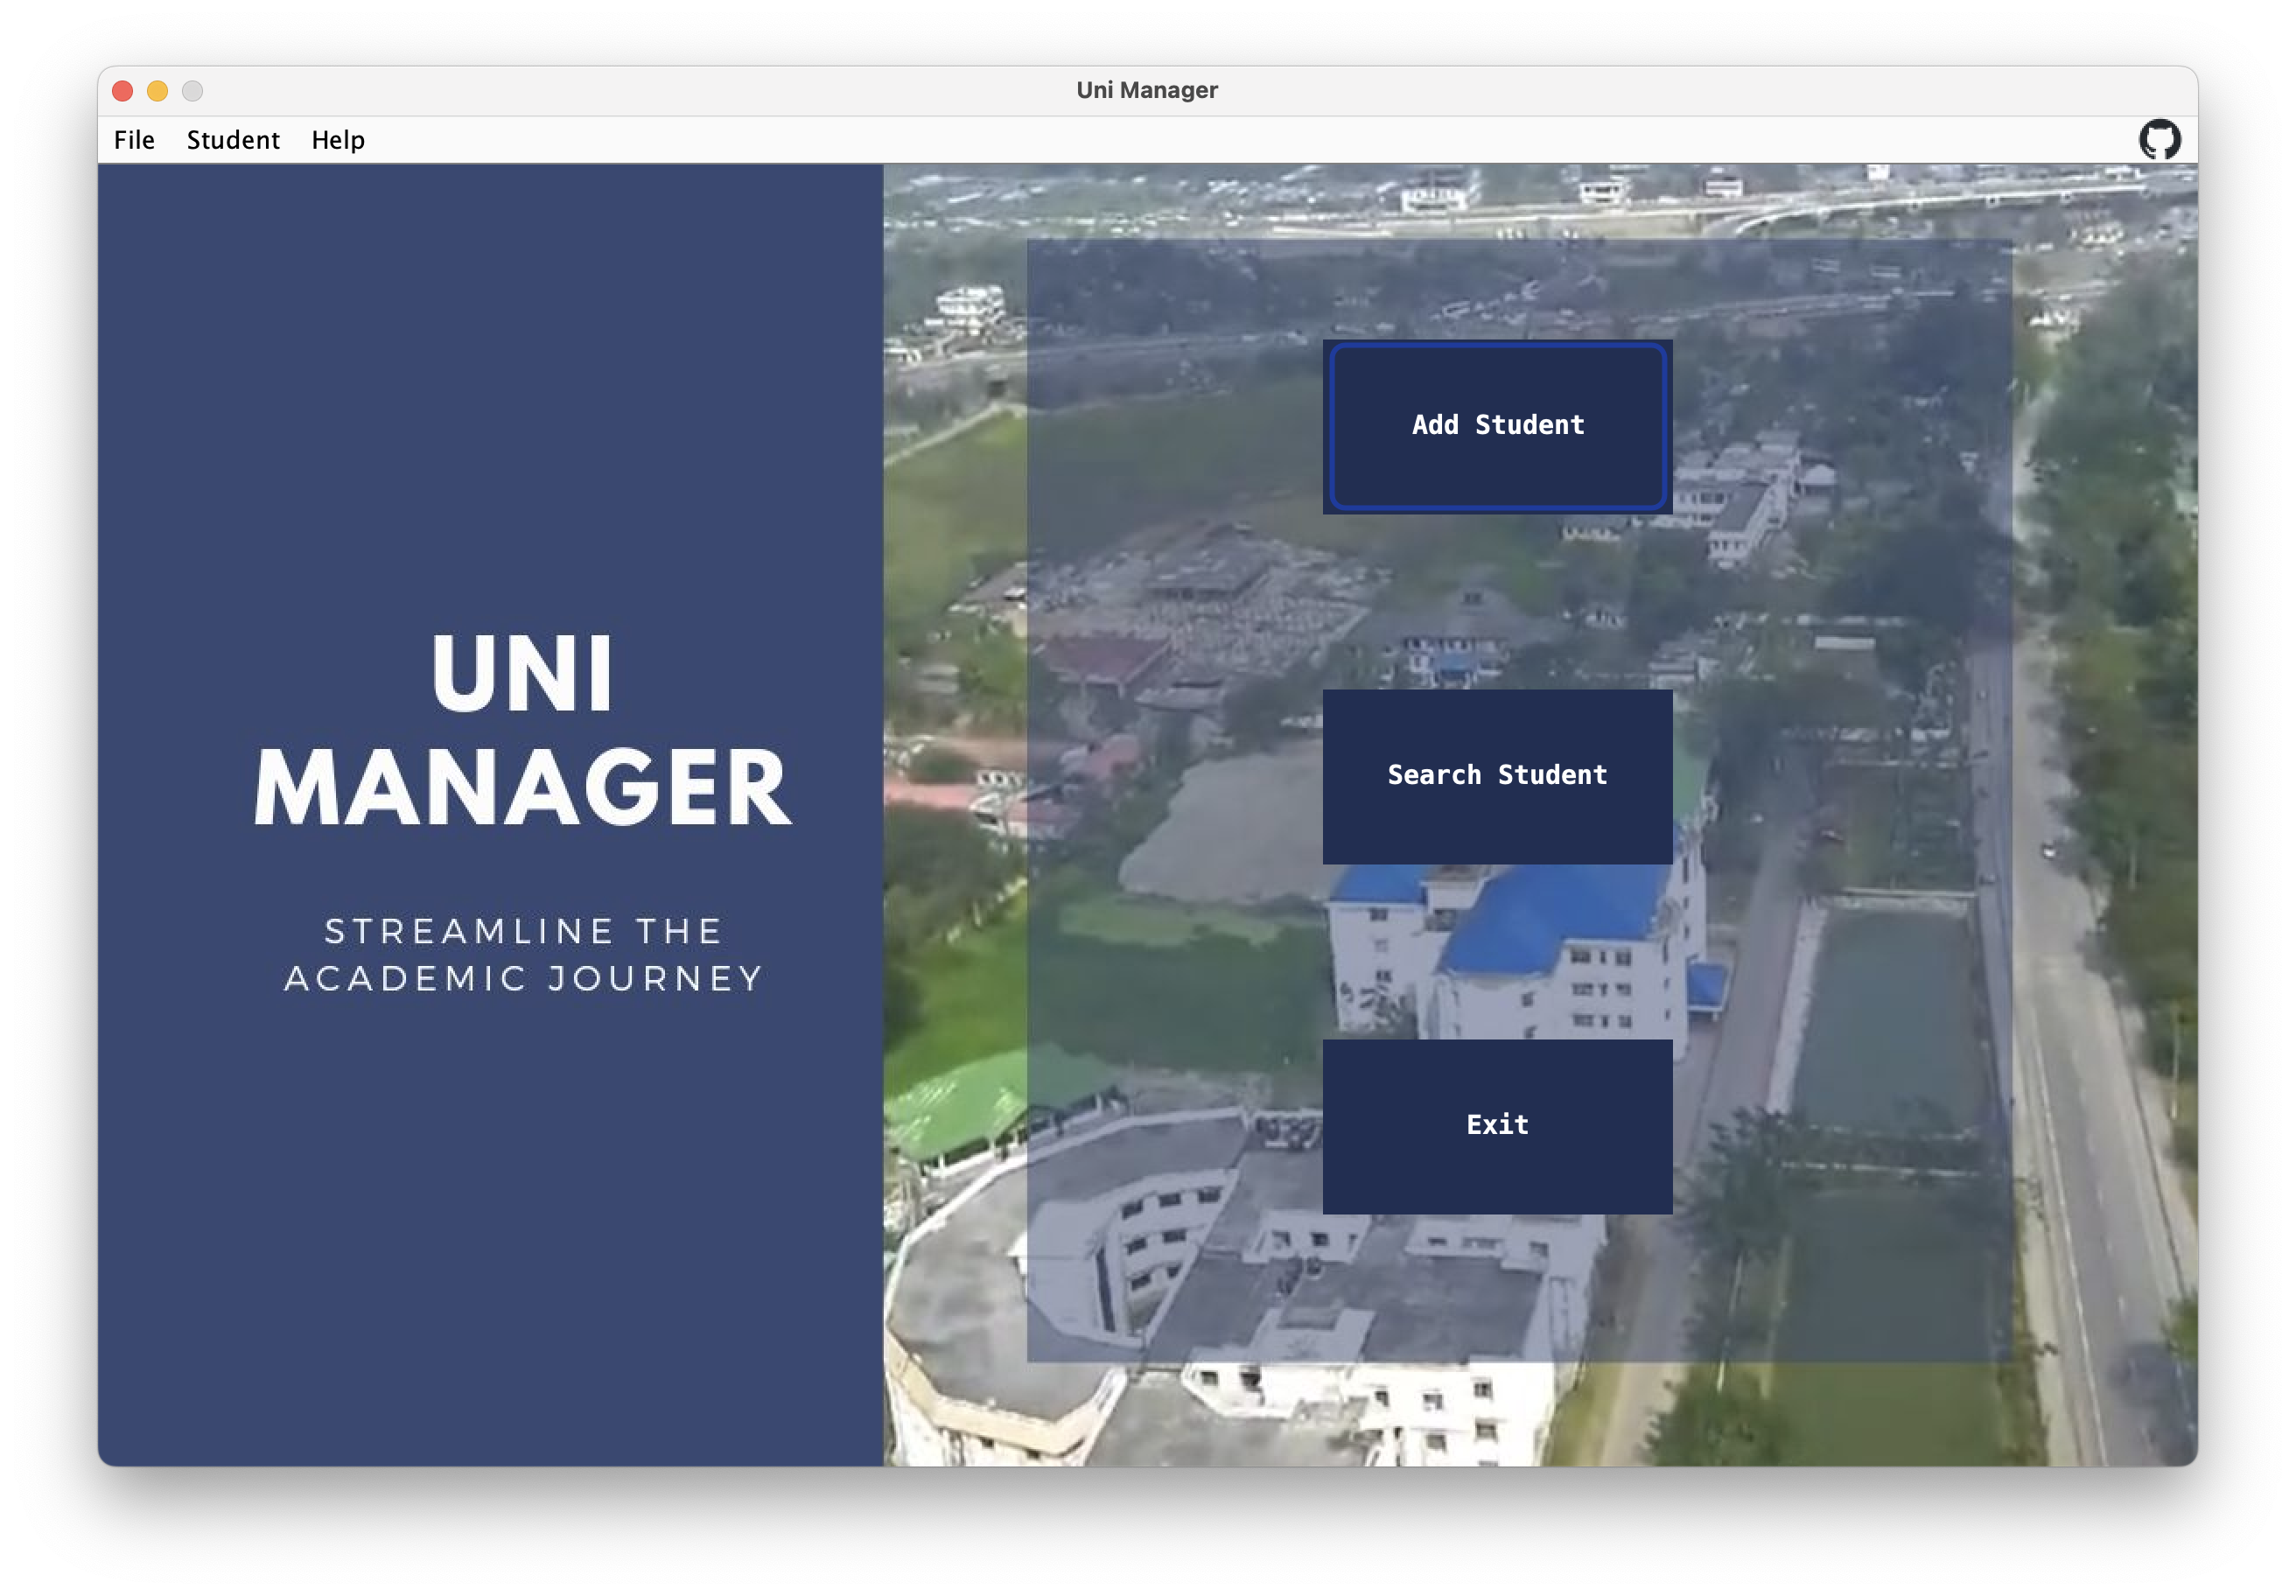 Uni Manager
File Student Help
UNI
MANAGER
STREAMLINE THE
ACADEMIC JOURNEY
Add Student
Search Student
Exit